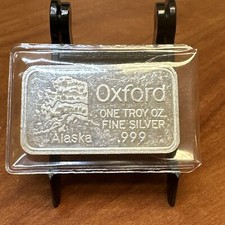 Oxford
ONE TROY OZ.
FINE SILVER
.999
Alaska